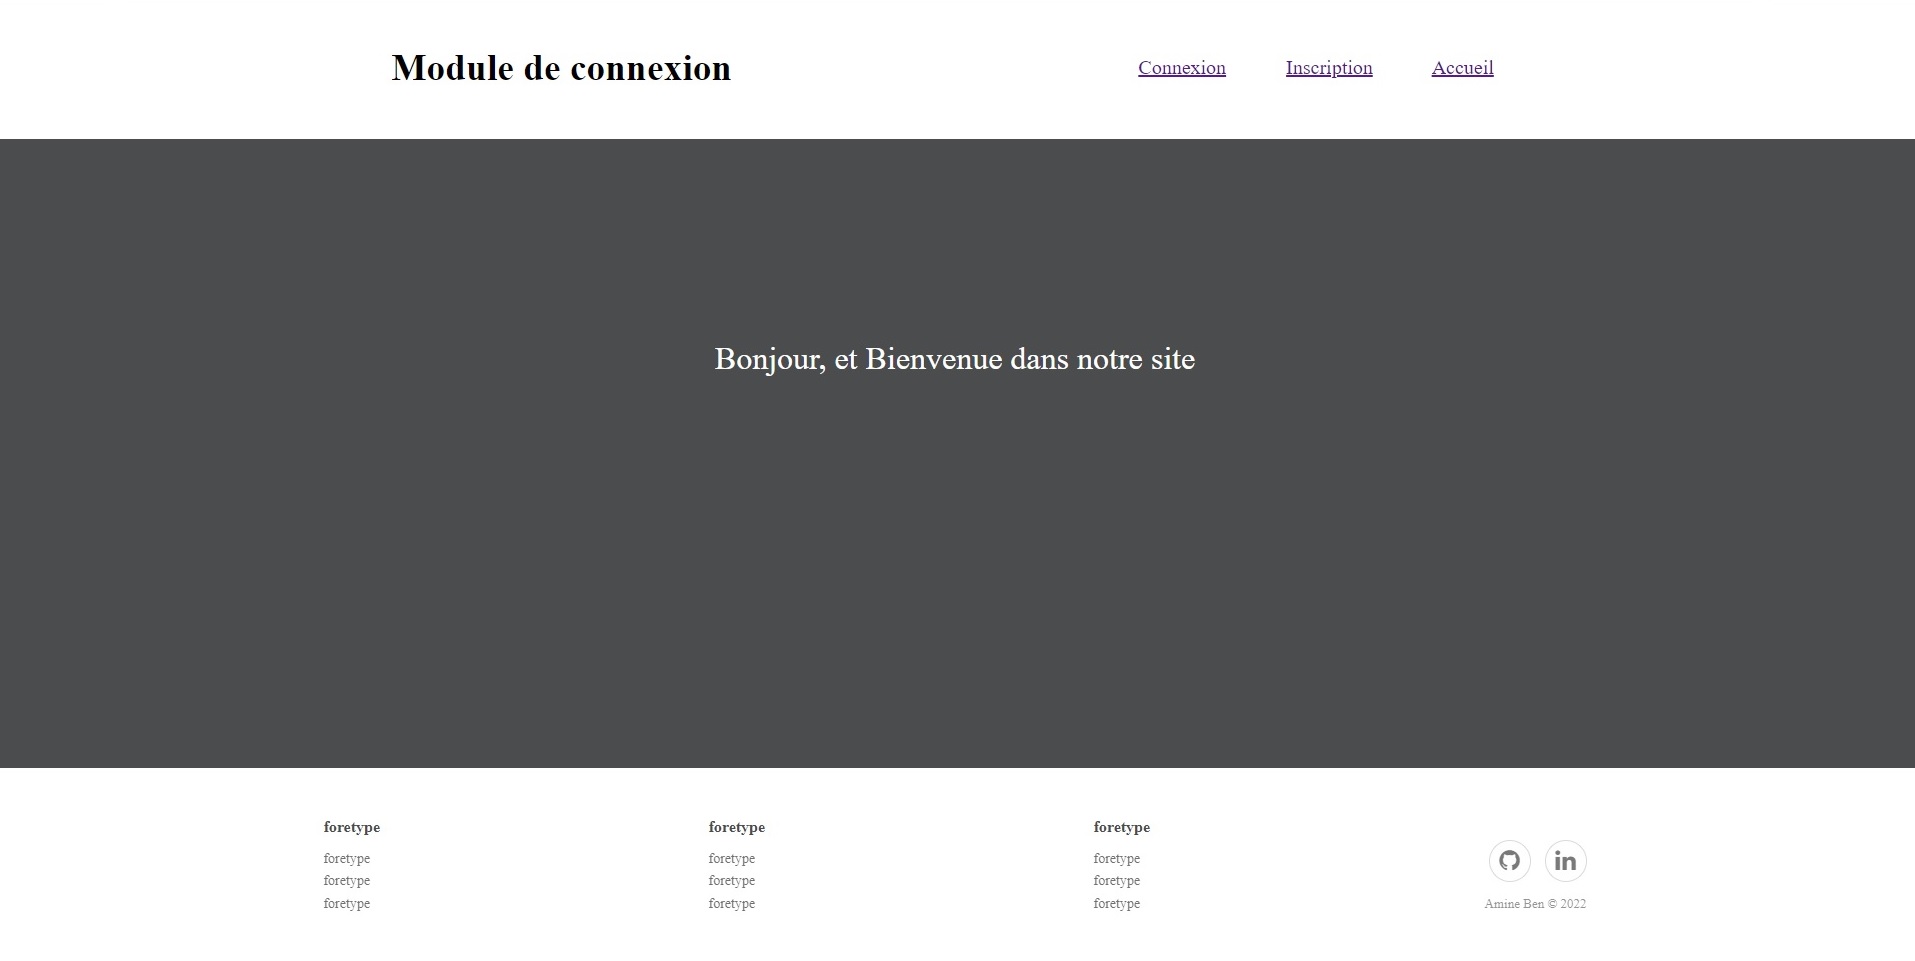 Module de connexion
Connexion
Inscription
Accueil
Bonjour, et Bienvenue dans notre site
foretype
foretype
foretype
foretype
foretype
foretype
foretype
foretype
foretype
foretype
foretype
foretype
in
Amine Ben © 2022